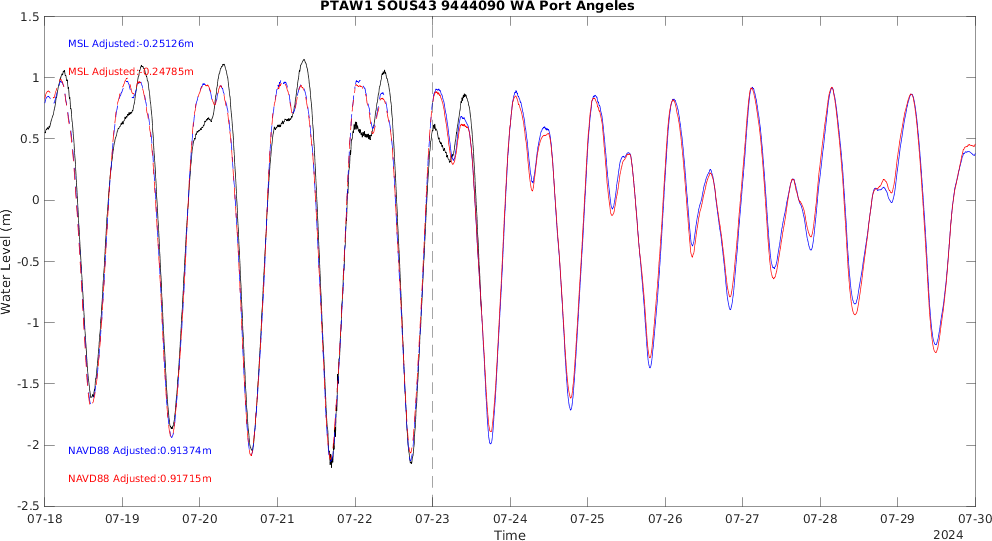 PTAW1 SOUS43 9444090 WA Port Angeles
1.5
MSL Adjusted:-0.25126m
MSL Adjusted:-0.24785m
1
0.5
0
-0.5
-1
-1.5
-2
-2.5
Water Level (m)
NAVD88 Adjusted:0.91374m
NAVD88 Adjusted:0.91715m
07-18 07-19 07-20 07-21 07-22 07-23 07-24 07-25 07-26 07-27 07-28 07-29 07-30
Time
2024